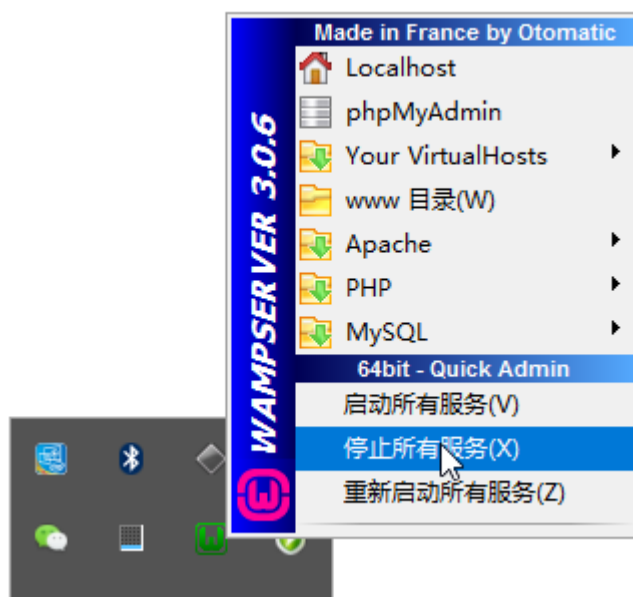 Made in France by Otomatic
WAMPSERVER 3.0.6
Localhost
phpMyAdmin
Your VirtualHosts
www 目录(W)
Apache
PHP
MySQL
64bit - Quick Admin
启动所有服务(V)
停止所有服务(X)
重新启动所有服务(Z)